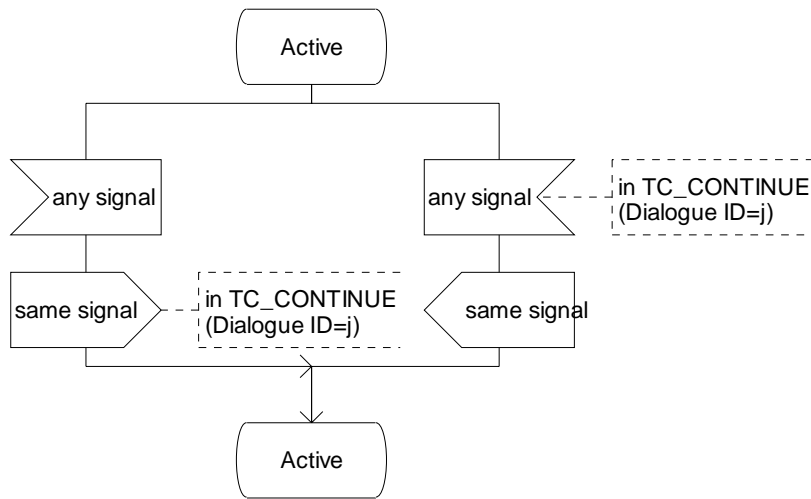 Active
any signal
any signal
in TC_CONTINUE
(Dialogue ID=j)
same signal
in TC_CONTINUE
(Dialogue ID=j)
same signal
Active